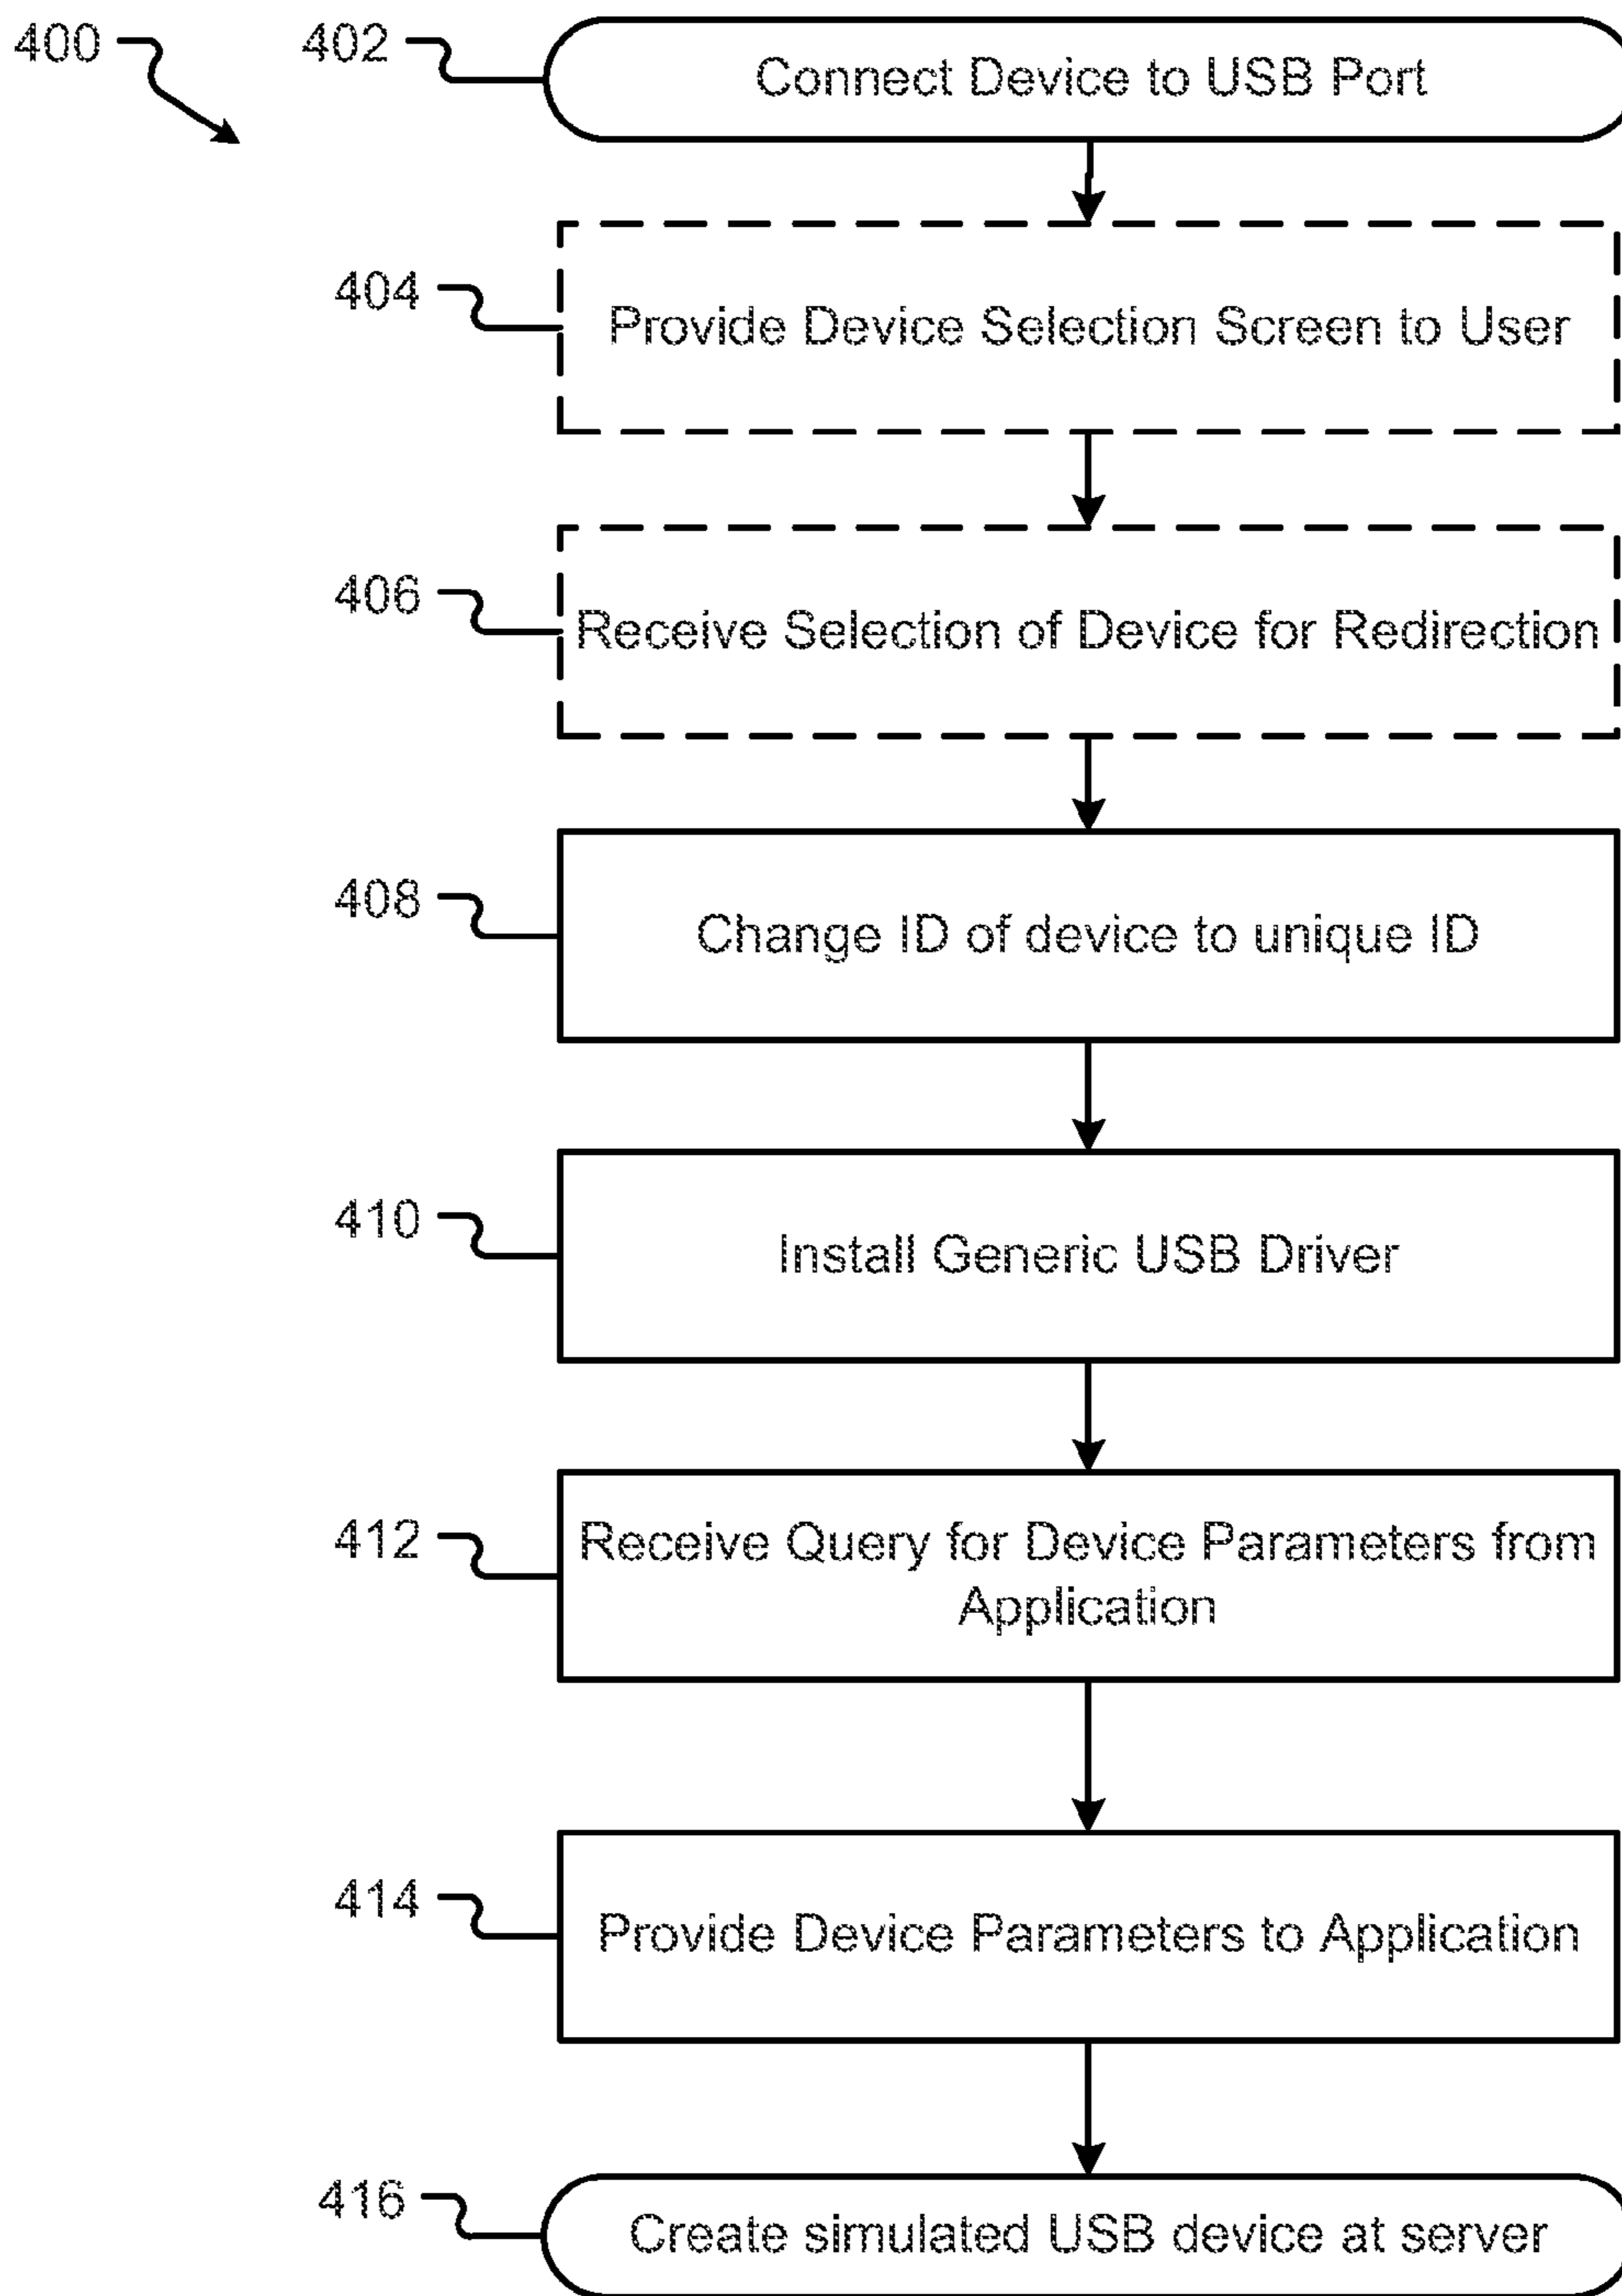 400
402
Connect Device to USB Port
404
Provide Device Selection Screen to User
406
Receive Selection of Device for Redirection
408
Change ID of device to unique ID
410
Install Generic USB Driver
412
Receive Query for Device Parameters from
Application
414
Provide Device Parameters to Application
416
Create simulated USB device at server